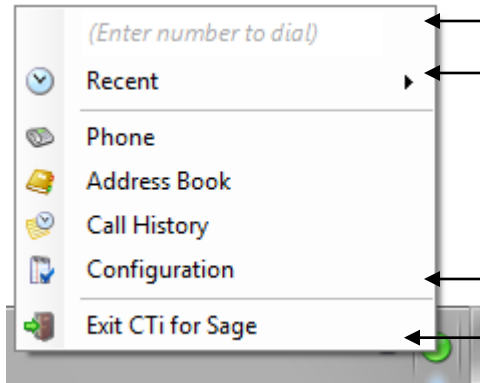 (Enter number to dial)
Recent
Phone
Address Book
Call History
Configuration
Exit CTi for Sage